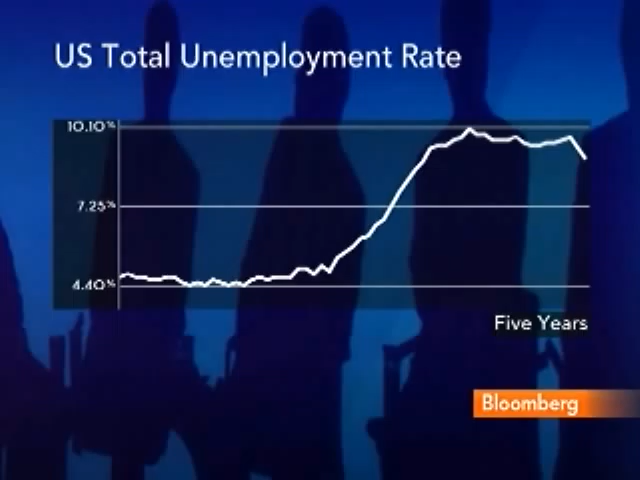 US Total Unemployment Rate
10.10%
7.25%
4.40%
Five Years
Bloomberg